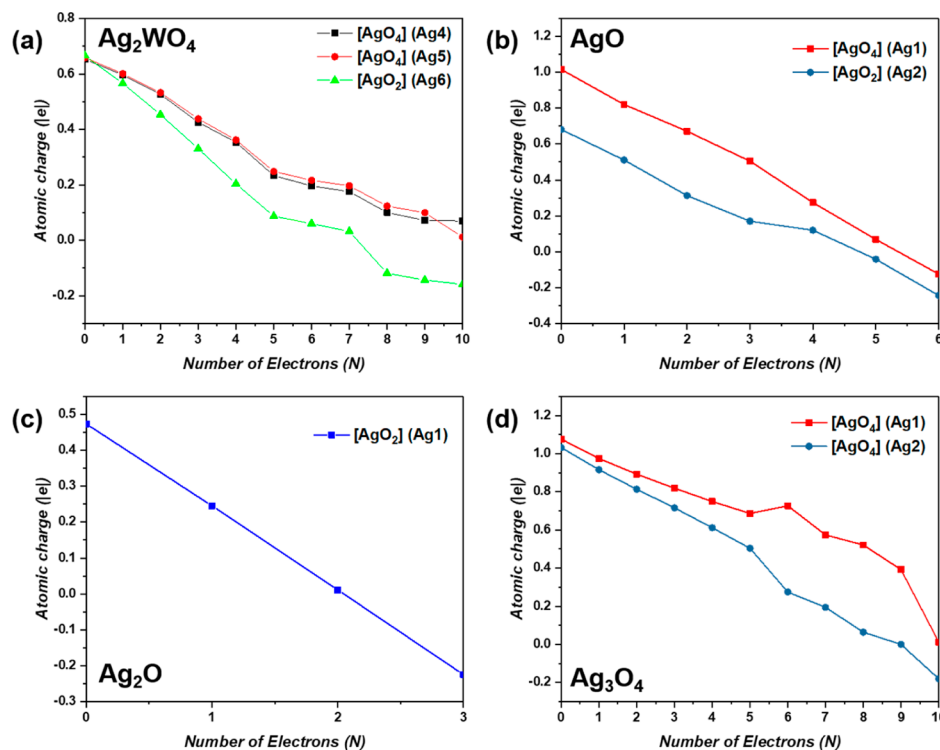 (a)
Ag₂WO₄
[AgO₄] (Ag4)
[AgO₄] (Ag5)
[AgO₂] (Ag6)
Atomic charge (|e|)
0.8
0.6
0.4
0.2
0.0
-0.2
0 1 2 3 4 5 6 7 8 9 10
Number of Electrons (N)
(b)
AgO
[AgO₄] (Ag1)
[AgO₂] (Ag2)
Atomic charge (|e|)
1.2
1.0
0.8
0.6
0.4
0.2
0.0
-0.2
-0.4
0 1 2 3 4 5 6
Number of Electrons (N)
(c)
[AgO₂] (Ag1)
Atomic charge (|e|)
0.5
0.4
0.3
0.2
0.1
0.0
-0.1
-0.2
-0.3
Ag₂O
0 1 2 3
Number of Electrons (N)
(d)
[AgO₄] (Ag1)
[AgO₄] (Ag2)
Atomic charge (|e|)
1.2
1.0
0.8
0.6
0.4
0.2
0.0
-0.2
Ag₃O₄
0 1 2 3 4 5 6 7 8 9 10
Number of Electrons (N)